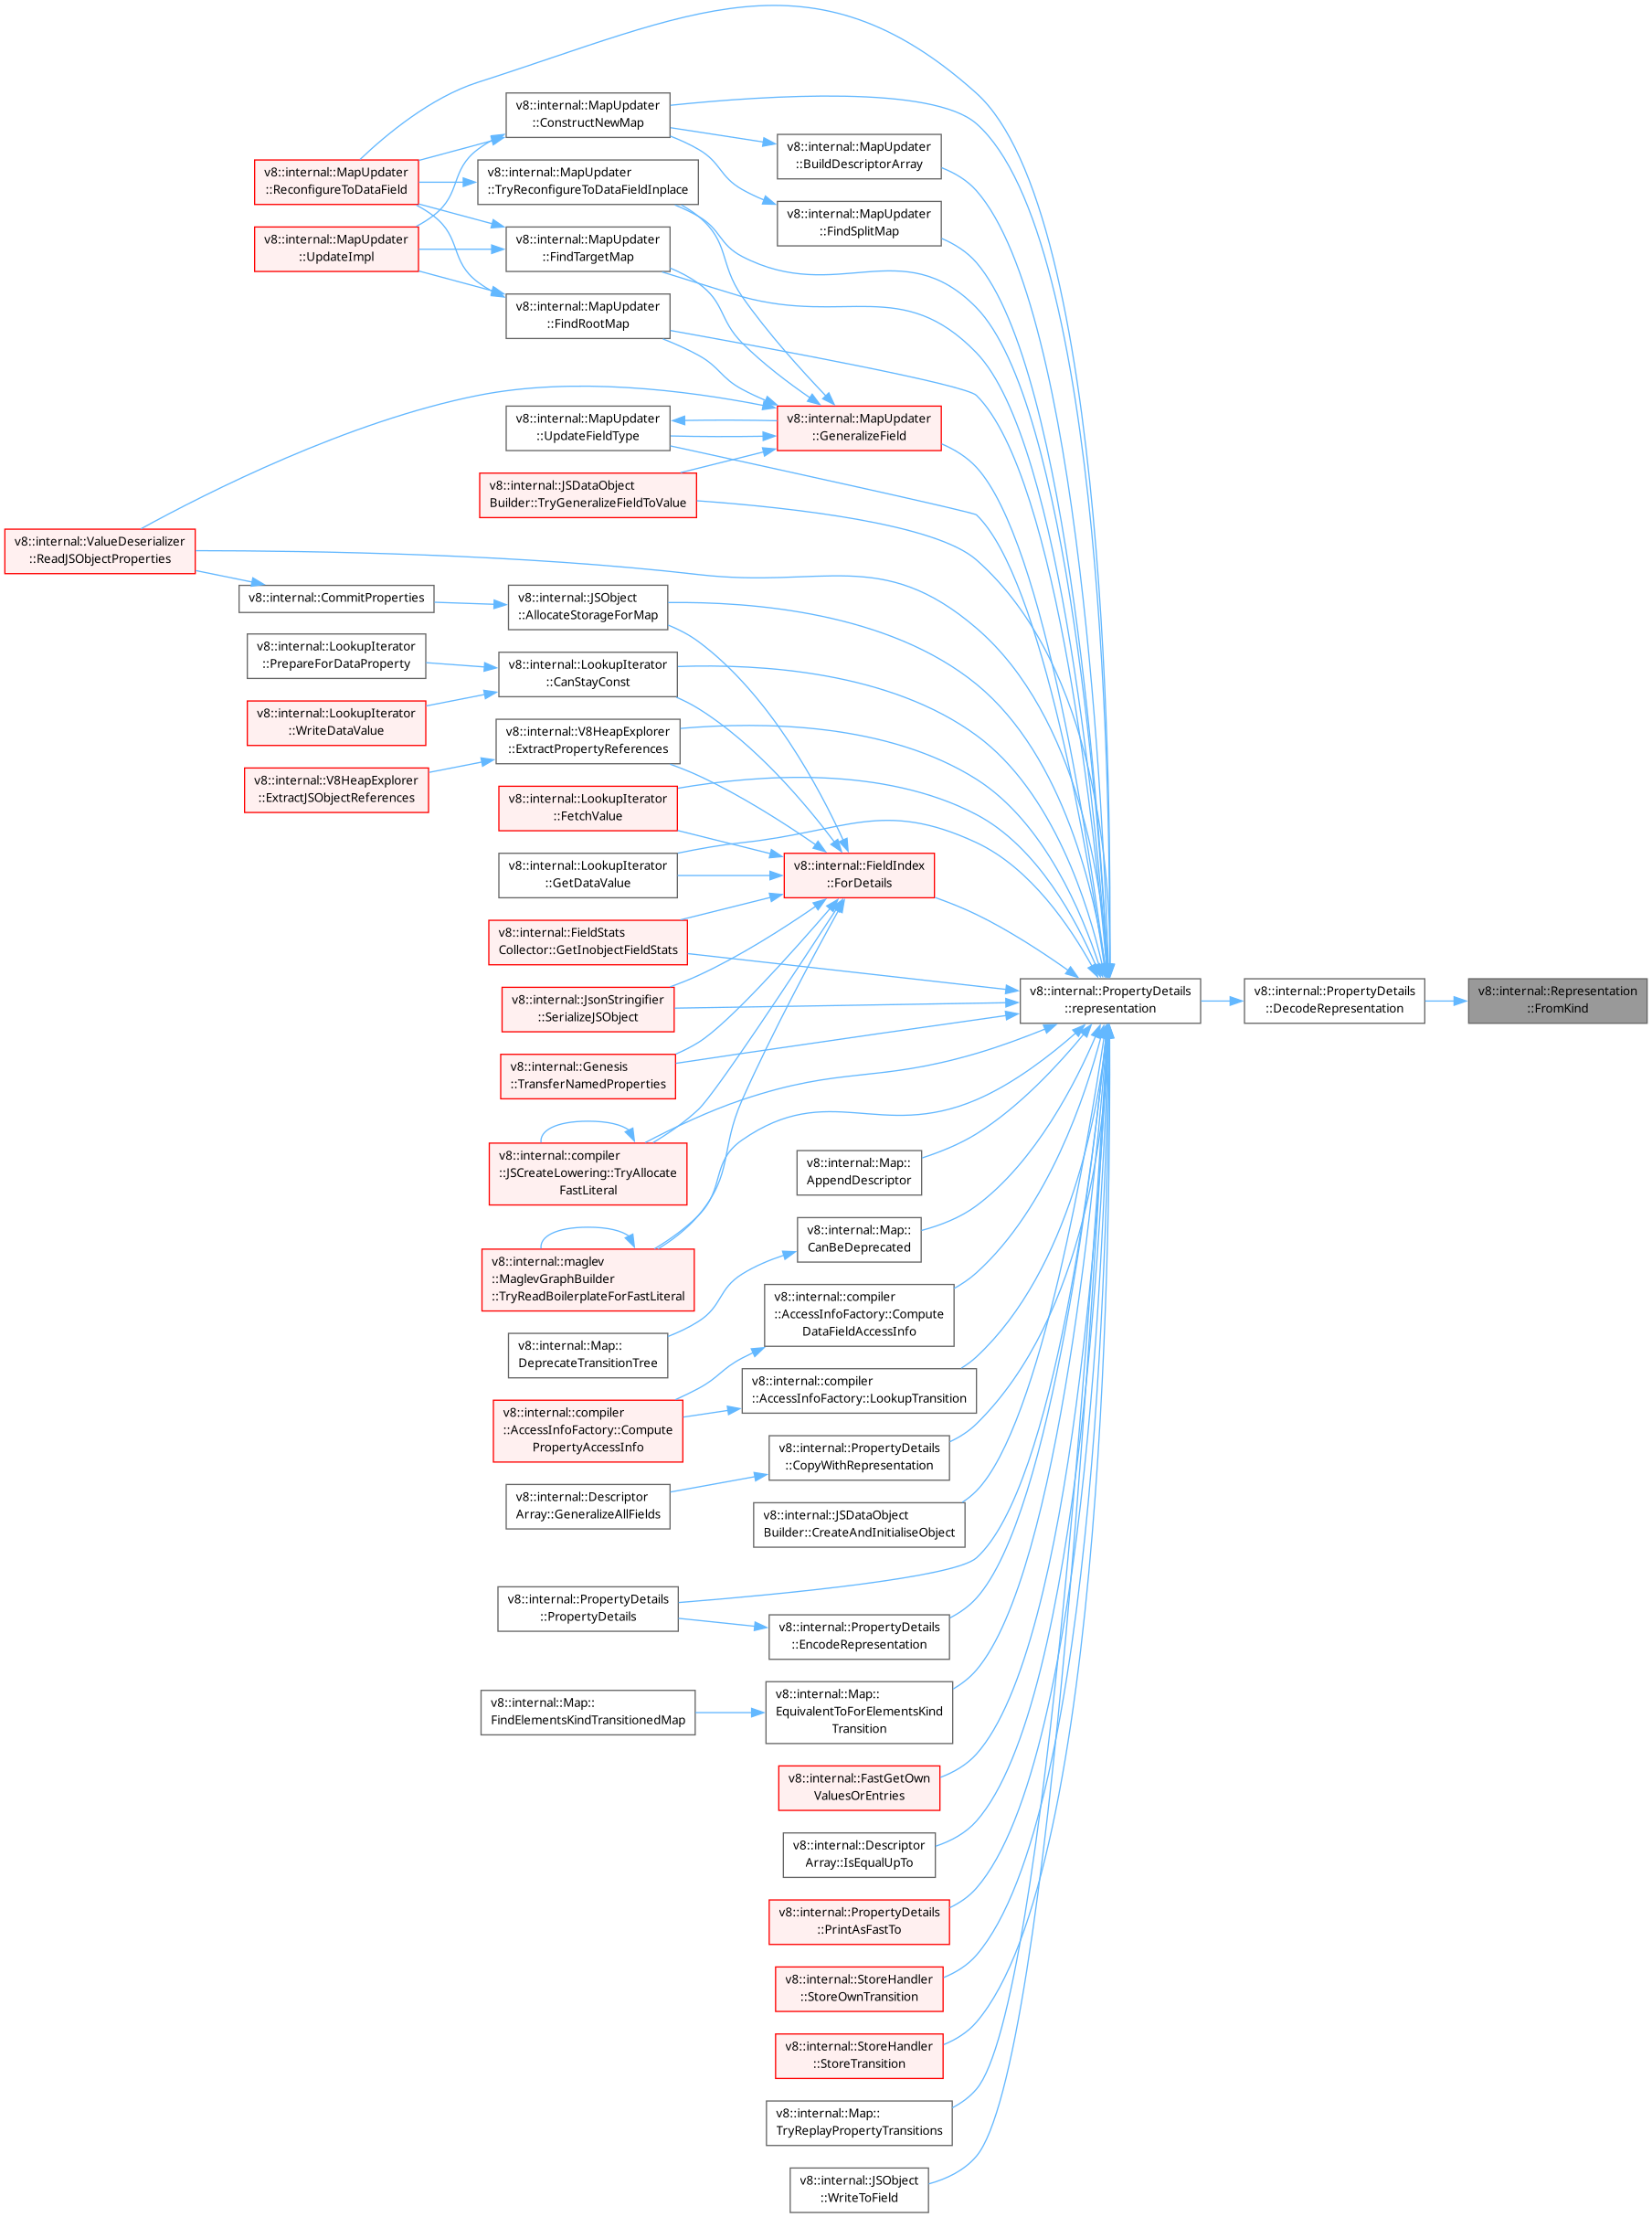 v8::internal::MapUpdater
::ConstructNewMap
v8::internal::MapUpdater
::BuildDescriptorArray
v8::internal::MapUpdater
::ReconfigureToDataField
v8::internal::MapUpdater
::TryReconfigureToDataFieldInplace
v8::internal::MapUpdater
::FindSplitMap
v8::internal::MapUpdater
::UpdateImpl
v8::internal::MapUpdater
::FindTargetMap
v8::internal::MapUpdater
::FindRootMap
v8::internal::MapUpdater
::UpdateFieldType
v8::internal::MapUpdater
::GeneralizeField
v8::internal::JSDataObject
Builder::TryGeneralizeFieldToValue
v8::internal::ValueDeserializer
::ReadJSObjectProperties
v8::internal::CommitProperties
v8::internal::JSObject
::AllocateStorageForMap
v8::internal::LookupIterator
::PrepareForDataProperty
v8::internal::LookupIterator
::CanStayConst
v8::internal::LookupIterator
::WriteDataValue
v8::internal::V8HeapExplorer
::ExtractPropertyReferences
v8::internal::V8HeapExplorer
::ExtractJSObjectReferences
v8::internal::LookupIterator
::FetchValue
v8::internal::LookupIterator
::GetDataValue
v8::internal::FieldIndex
::ForDetails
v8::internal::FieldStats
Collector::GetInobjectFieldStats
v8::internal::JsonStringifier
::SerializeJSObject
v8::internal::PropertyDetails
::representation
v8::internal::PropertyDetails
::DecodeRepresentation
v8::internal::Representation
::FromKind
v8::internal::Genesis
::TransferNamedProperties
v8::internal::compiler
::JSCreateLowering::TryAllocate
FastLiteral
v8::internal::Map::
AppendDescriptor
v8::internal::Map::
CanBeDeprecated
v8::internal::maglev
::MaglevGraphBuilder
::TryReadBoilerplateForFastLiteral
v8::internal::compiler
::AccessInfoFactory::Compute
DataFieldAccessInfo
v8::internal::Map::
DeprecateTransitionTree
v8::internal::compiler
::AccessInfoFactory::LookupTransition
v8::internal::compiler
::AccessInfoFactory::Compute
PropertyAccessInfo
v8::internal::PropertyDetails
::CopyWithRepresentation
v8::internal::Descriptor
Array::GeneralizeAllFields
v8::internal::JSDataObject
Builder::CreateAndInitialiseObject
v8::internal::PropertyDetails
::PropertyDetails
v8::internal::PropertyDetails
::EncodeRepresentation
v8::internal::Map::
FindElementsKindTransitionedMap
v8::internal::Map::
EquivalentToForElementsKind
Transition
v8::internal::FastGetOwn
ValuesOrEntries
v8::internal::Descriptor
Array::IsEqualUpTo
v8::internal::PropertyDetails
::PrintAsFastTo
v8::internal::StoreHandler
::StoreOwnTransition
v8::internal::StoreHandler
::StoreTransition
v8::internal::Map::
TryReplayPropertyTransitions
v8::internal::JSObject
::WriteToField